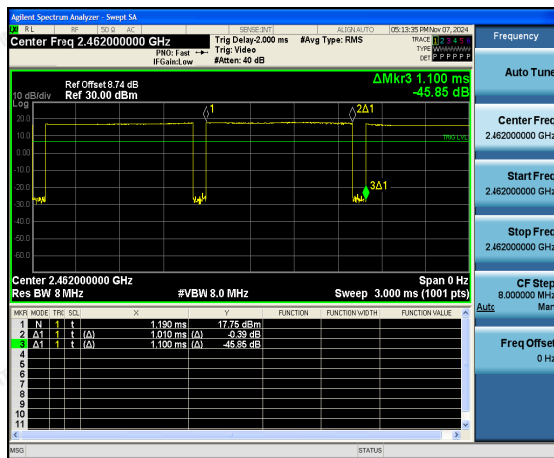 Agilent Spectrum Analyzer - Swept SA
RL RF 50 Ω AC SENSE:INT ALIGN AUTO 05:13:35 PM Nov 07, 2024
Center Freq 2.462000000 GHz
PNO: Fast
IFGain:Low
Trig Delay-2.000 ms
Trig: Video
#Atten: 40 dB
#Avg Type: RMS
TRACE 1 2 3 4 5 6
TYPE
DET P P P P P P
Frequency
Auto Tune
Center Freq
2.462000000 GHz
Start Freq
2.462000000 GHz
Stop Freq
2.462000000 GHz
CF Step
8.000000 MHz
Auto Man
Freq Offset
0 Hz
ΔMkr3 1.100 ms
-45.85 dB
Ref Offset 8.74 dB
10 dB/div Ref 30.00 dBm
Log
20.0
10.0
0.00
-10.0
-20.0
-30.0
-40.0
-50.0
-60.0
1
2Δ1
3Δ1
TRIG LVL
Center 2.462000000 GHz Span 0 Hz
Res BW 8 MHz #VBW 8.0 MHz Sweep 3.000 ms (1001 pts)
MKR MODE TRC SCL X Y FUNCTION FUNCTION WIDTH FUNCTION VALUE
1 N 1 t 1.190 ms 17.75 dBm
2 Δ1 1 t (Δ) 1.010 ms (Δ) -0.39 dB
3 Δ1 1 t (Δ) 1.100 ms (Δ) -45.85 dB
4
5
6
7
8
9
10
11
MSG STATUS